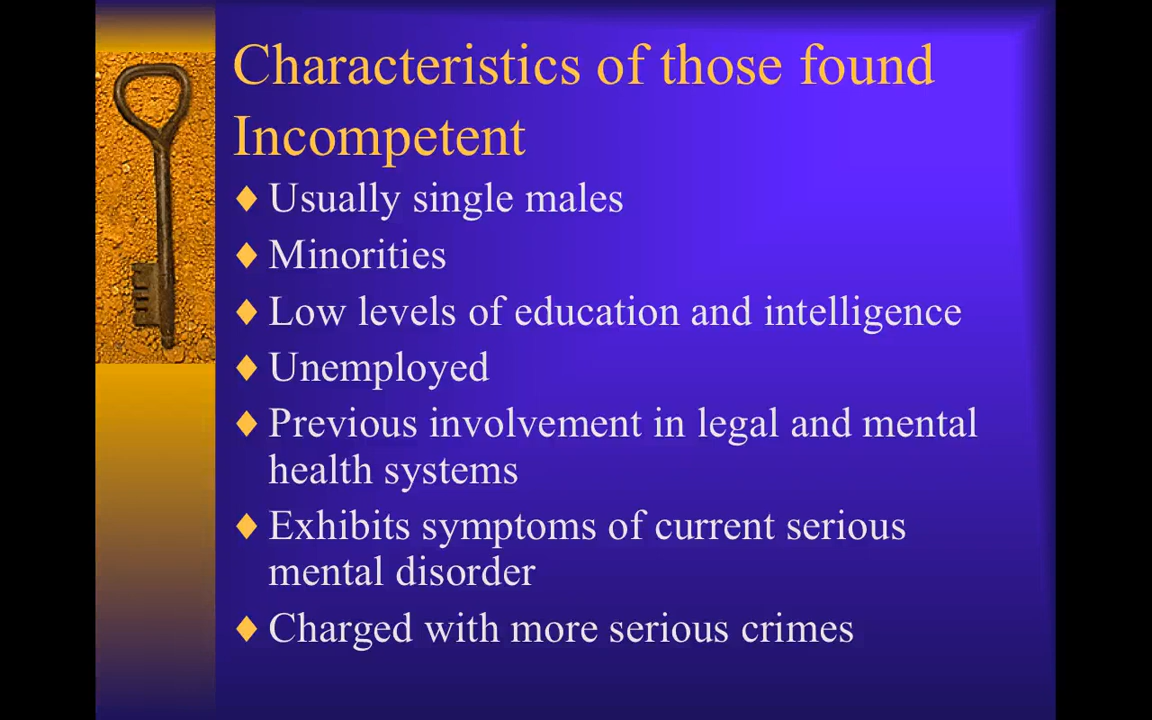 Characteristics of those found
Incompetent
♦ Usually single males
♦ Minorities
♦ Low levels of education and intelligence
♦ Unemployed
♦ Previous involvement in legal and mental
health systems
♦ Exhibits symptoms of current serious
mental disorder
♦ Charged with more serious crimes